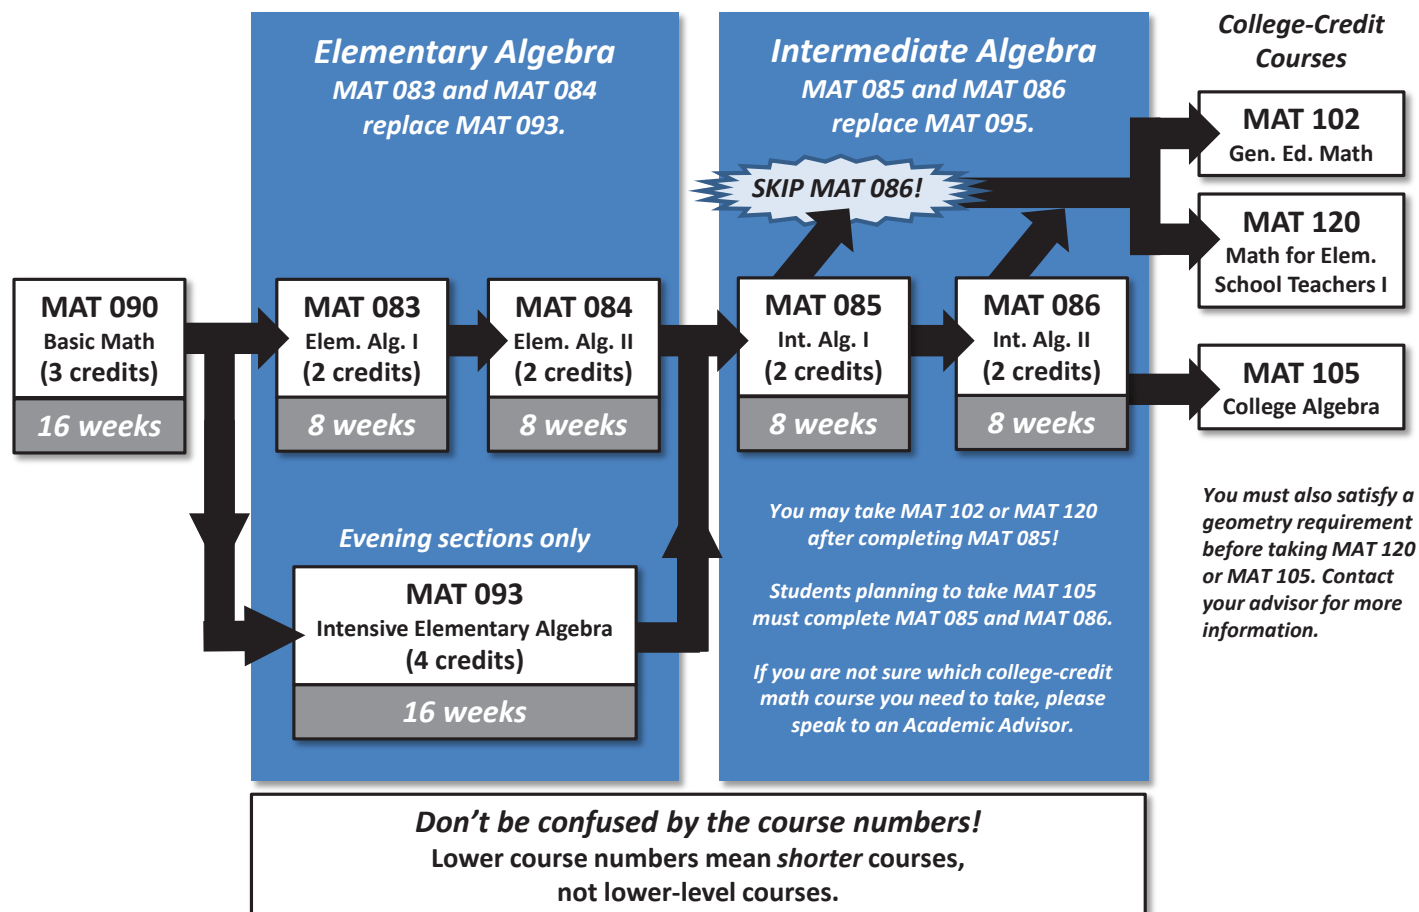 Elementary Algebra
MAT 083 and MAT 084
replace MAT 093.
Intermediate Algebra
MAT 085 and MAT 086
replace MAT 095.
College-Credit
Courses
SKIP MAT 086!
MAT 102
Gen. Ed. Math
MAT 120
Math for Elem.
School Teachers I
MAT 090
Basic Math
(3 credits)
16 weeks
MAT 083
Elem. Alg. I
(2 credits)
8 weeks
MAT 084
Elem. Alg. II
(2 credits)
8 weeks
MAT 085
Int. Alg. I
(2 credits)
8 weeks
MAT 086
Int. Alg. II
(2 credits)
8 weeks
MAT 105
College Algebra
Evening sections only
MAT 093
Intensive Elementary Algebra
(4 credits)
16 weeks
You may take MAT 102 or MAT 120
after completing MAT 085!
Students planning to take MAT 105
must complete MAT 085 and MAT 086.
If you are not sure which college-credit
math course you need to take, please
speak to an Academic Advisor.
You must also satisfy a
geometry requirement
before taking MAT 120
or MAT 105. Contact
your advisor for more
information.
Don't be confused by the course numbers!
Lower course numbers mean shorter courses,
not lower-level courses.